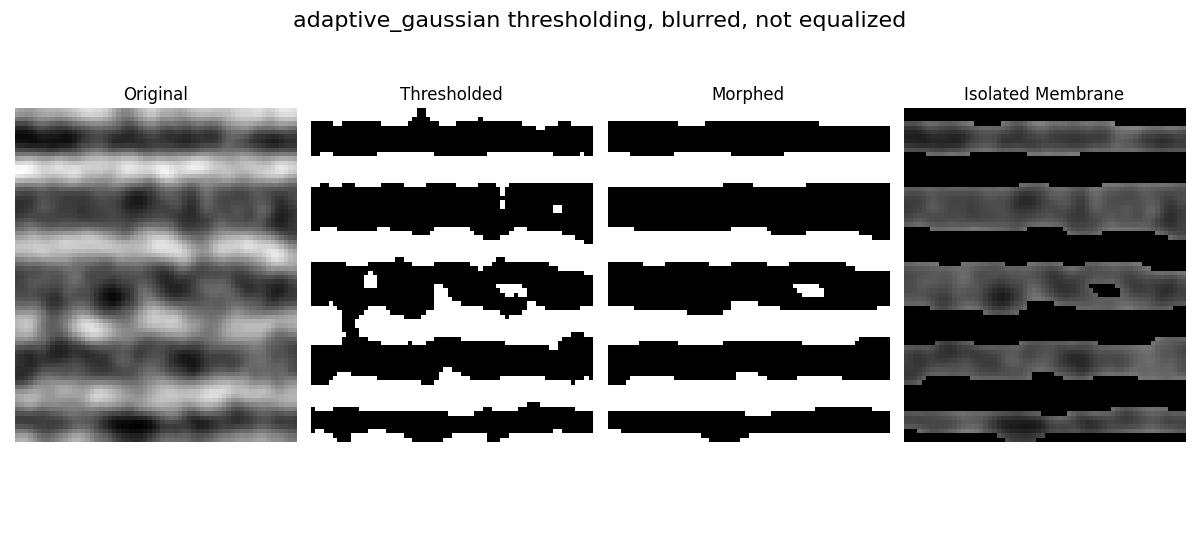 adaptive_gaussian thresholding, blurred, not equalized
Original
Thresholded
Morphed
Isolated Membrane